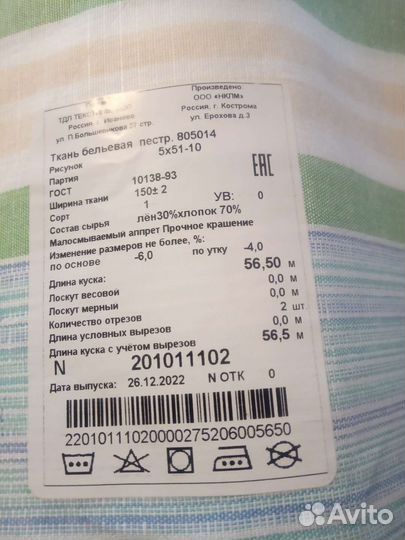 ТДЛ ТЕКСТ
Россия. г. Иваново
ул. П.Большевикова 27 стр.
Произведено
ООО «НКЛМ»
Россия. г. Кострома
ул. Ерохова д.3
Ткань бельевая пестр. 805014
Рисунок 5х51-10
Партия
ГОСТ 10138-93
Ширина ткани 150± 2
Сорт 1 УВ: 0
Состав сырья лён30%хлопок 70%
Малосмываемый аппрет Прочное крашение
Изменение размеров не более, %:
по основе -6,0 по утку -4,0
Длина куска: 56,50 м
Лоскут весовой 0,0 м
Лоскут мерный 0,0 м
Количество отрезов 2 шт.
Длина условных вырезов 0,0 м
Длина куска с учётом вырезов 56,5 м
N 201011102
Дата выпуска: 26.12.2022 N ОТК 0
22010111020000275206005650
Avito